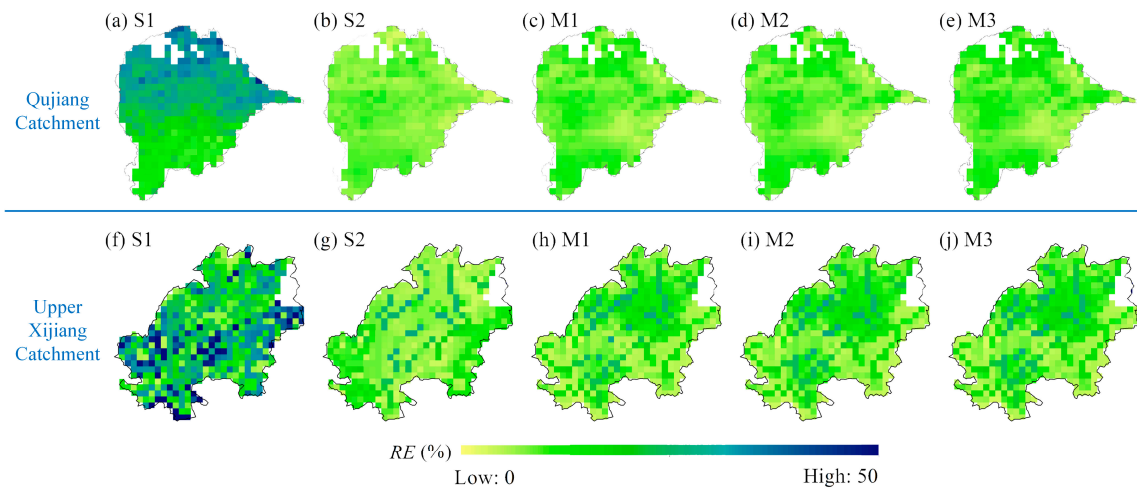 (a) S1
(b) S2
(c) M1
(d) M2
(e) M3
Qujiang
Catchment
(f) S1
(g) S2
(h) M1
(i) M2
(j) M3
Upper
Xijiang
Catchment
RE (%)
Low: 0
High: 50